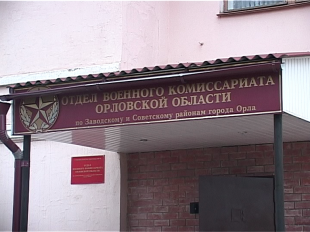 ОТДЕЛ ВОЕННОГО КОМИССАРИАТА
ОРЛОВСКОЙ ОБЛАСТИ
по Заводскому и Советскому районам города Орла